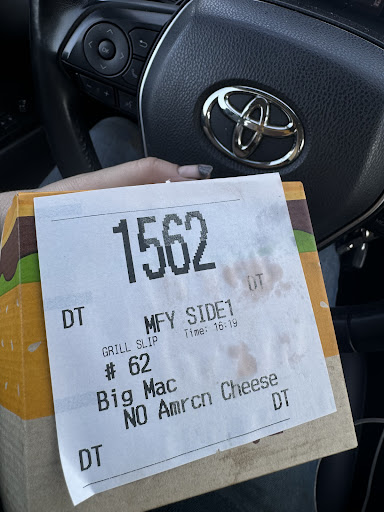 1562
DT MFY SIDE1 DT
GRILL SLIP Time: 16:19
# 62
Big Mac
NO Amrcn Cheese
DT DT